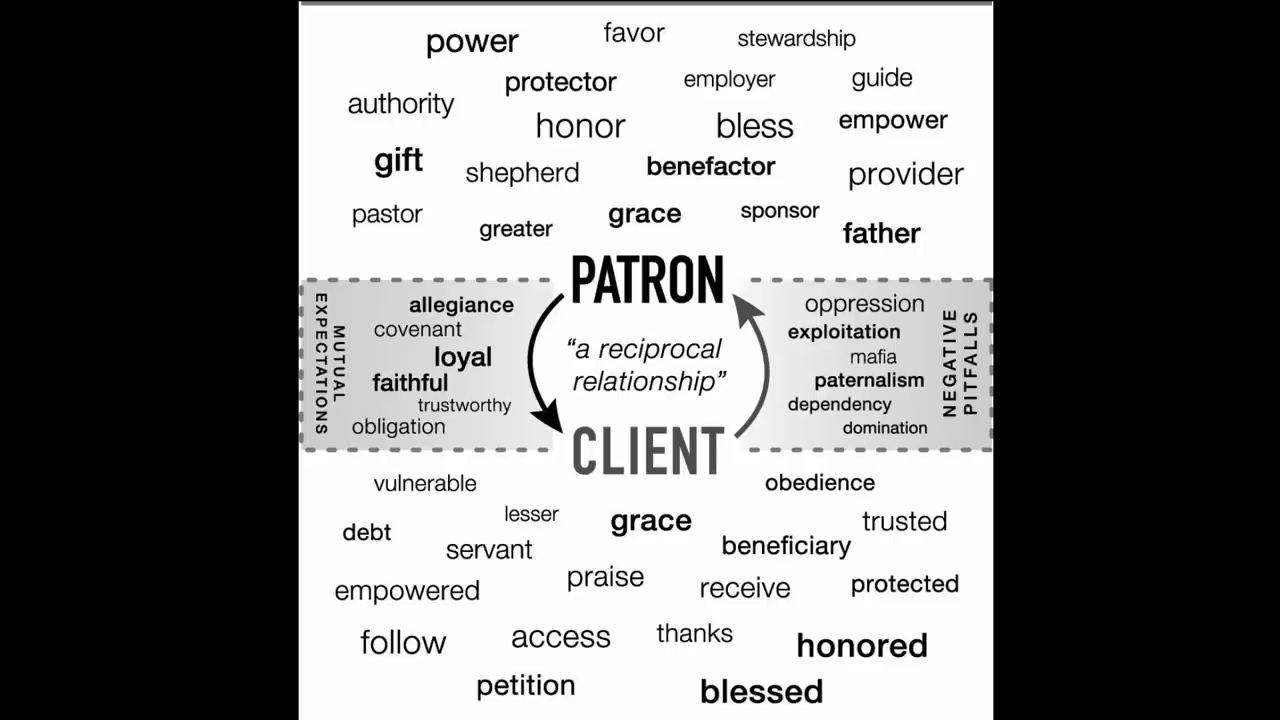 power favor stewardship
protector employer guide
authority honor bless empower
gift shepherd benefactor provider
pastor greater grace sponsor father
PATRON
MUTUAL EXPECTATIONS
allegiance
covenant
loyal
faithful
trustworthy
obligation
“a reciprocal
relationship”
oppression
exploitation
mafia
paternalism
dependency
domination
NEGATIVE PITFALLS
CLIENT
vulnerable obedience
debt lesser grace trusted
servant beneficiary
empowered praise receive protected
follow access thanks honored
petition blessed